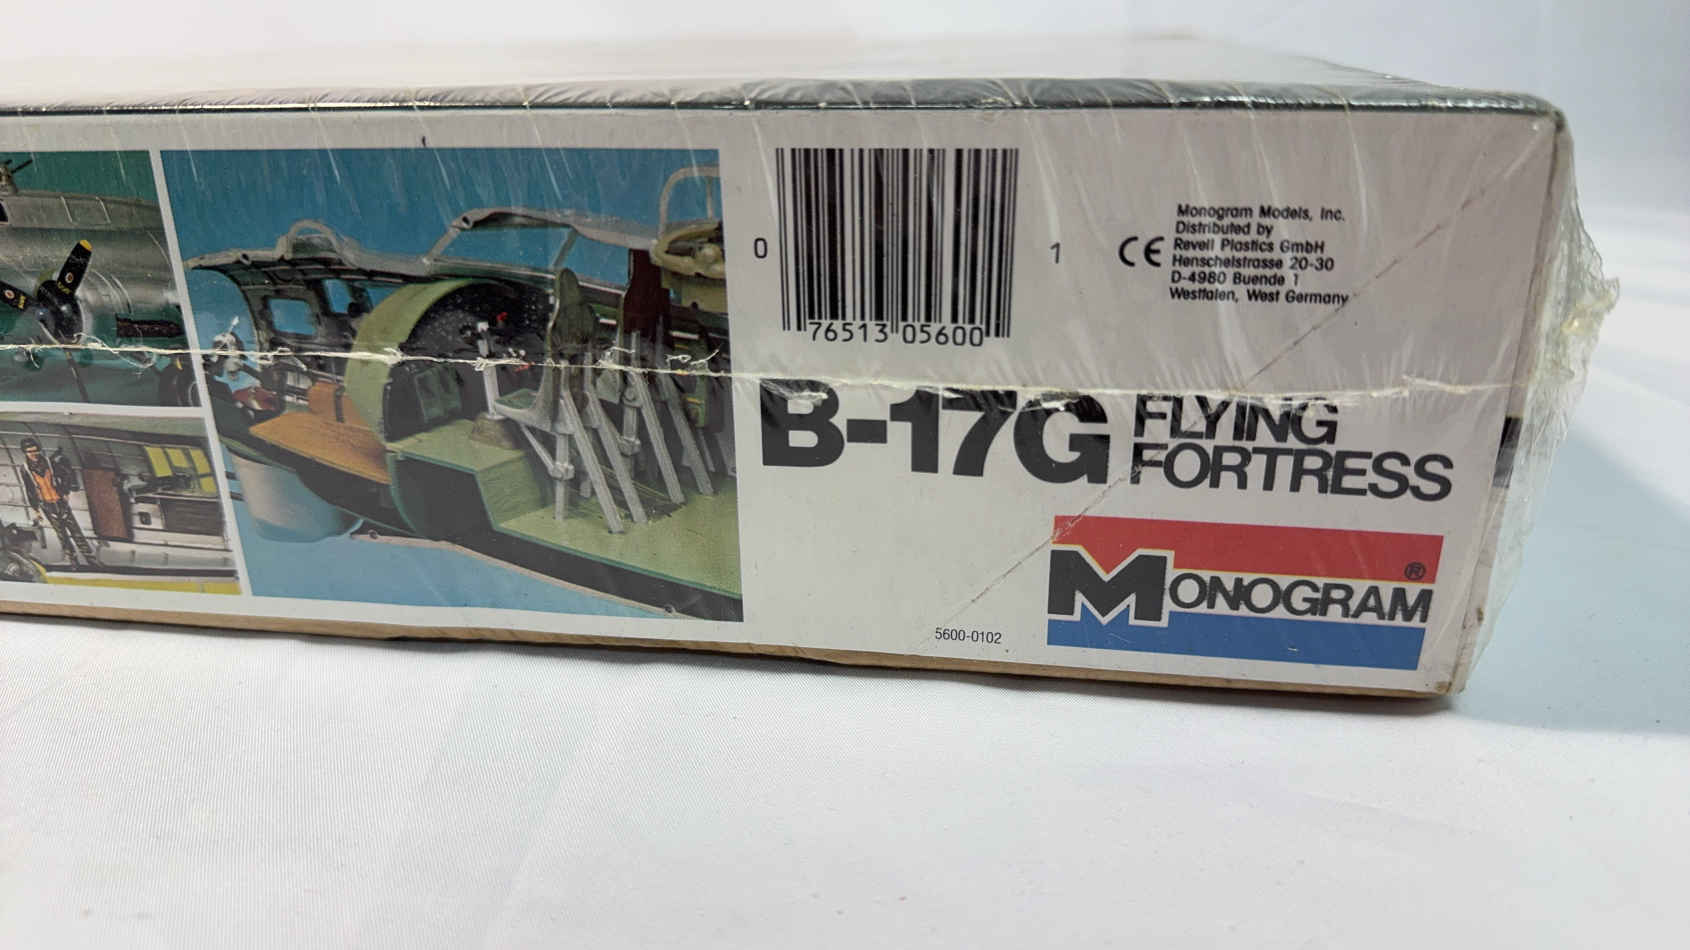 0 76513 05600 1
CE
Monogram Models, Inc.
Distributed by
Revell Plastics GmbH
Henschelstrasse 20-30
D-4980 Buende 1
Westfalen, West Germany
B-17G FLYING
FORTRESS
MONOGRAM®
5600-0102